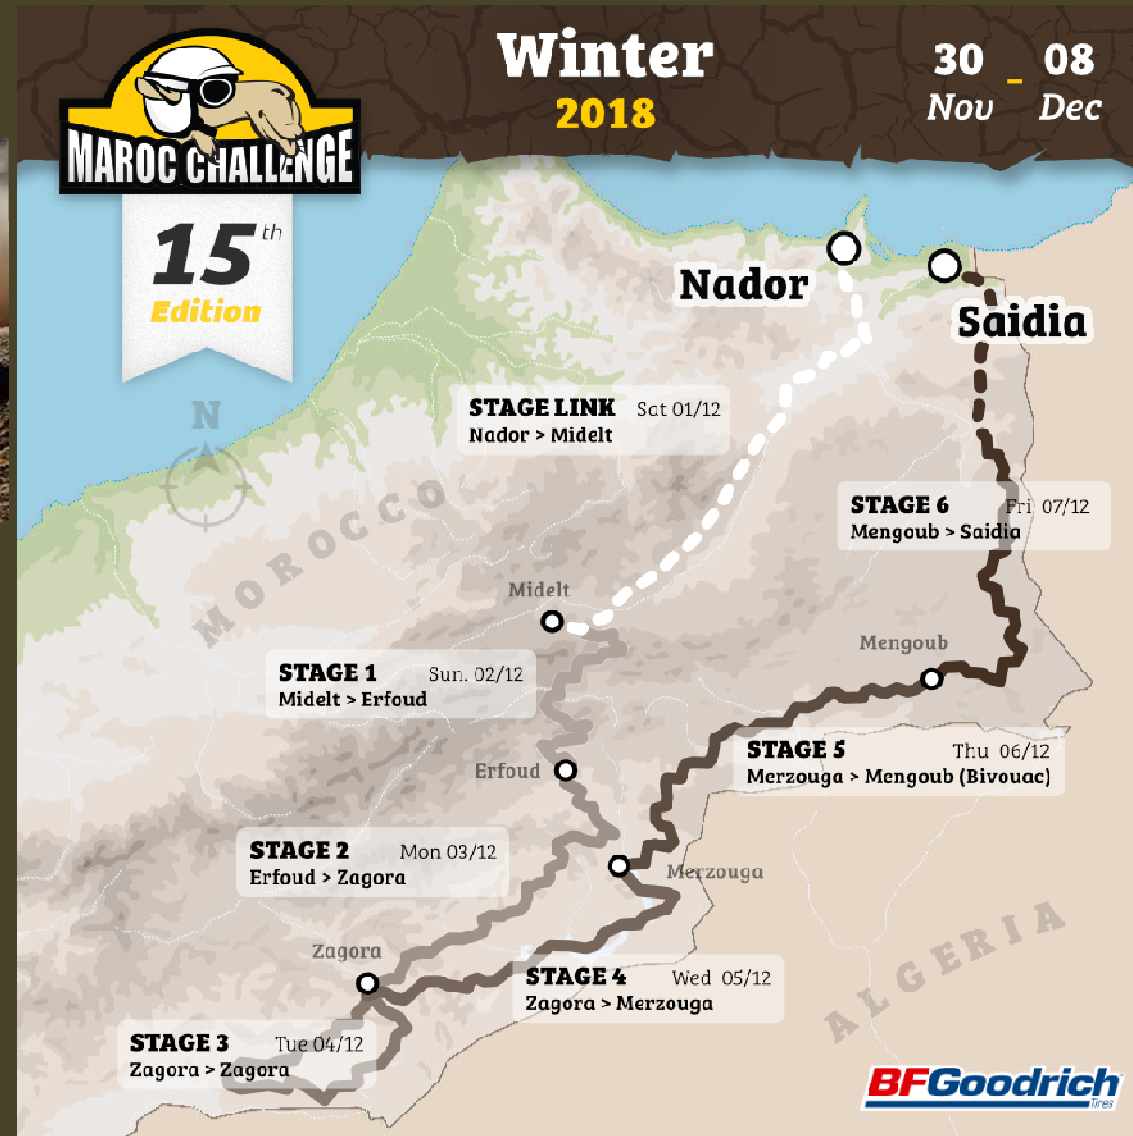 MAROC CHALLENGE
15th
Edition
Winter
2018
30 - 08
Nov Dec
Nador
Saidia
STAGE LINK Sat 01/12
Nador > Midelt
N
MOROCCO
STAGE 6 Fri 07/12
Mengoub > Saidia
Midelt
Mengoub
STAGE 1 Sun. 02/12
Midelt > Erfoud
Erfoud
STAGE 5 Thu 06/12
Merzouga > Mengoub (Bivouac)
STAGE 2 Mon 03/12
Erfoud > Zagora
Merzouga
Zagora
ALGERIA
STAGE 4 Wed 05/12
Zagora > Merzouga
STAGE 3 Tue 04/12
Zagora > Zagora
BFGoodrich
Tires